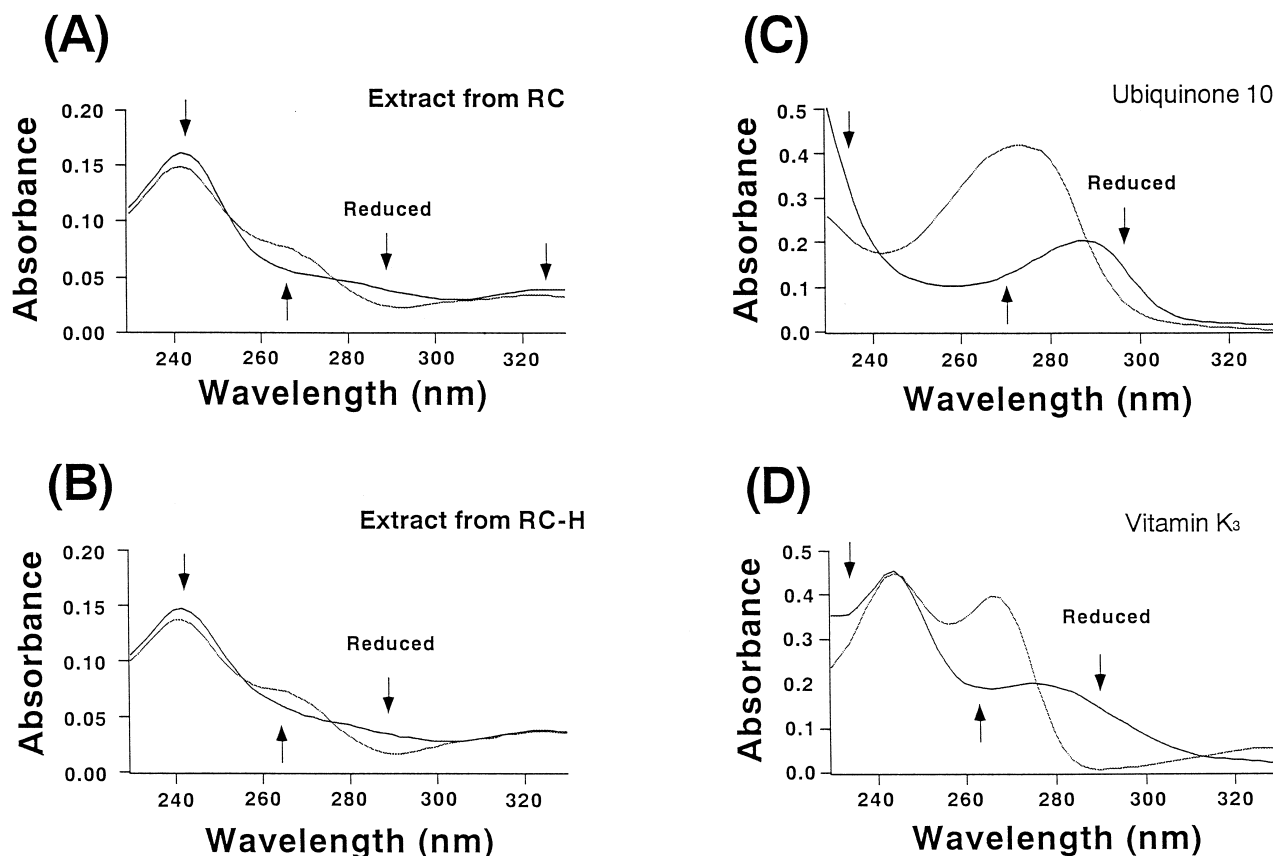 (A)
Extract from RC
Absorbance
0.20
0.15
0.10
0.05
0.00
Reduced
240 260 280 300 320
Wavelength (nm)
(C)
Ubiquinone 10
Absorbance
0.5
0.4
0.3
0.2
0.1
0.0
Reduced
240 260 280 300 320
Wavelength (nm)
(B)
Extract from RC-H
Absorbance
0.20
0.15
0.10
0.05
0.00
Reduced
240 260 280 300 320
Wavelength (nm)
(D)
Vitamin K₃
Absorbance
0.5
0.4
0.3
0.2
0.1
0.0
Reduced
240 260 280 300 320
Wavelength (nm)